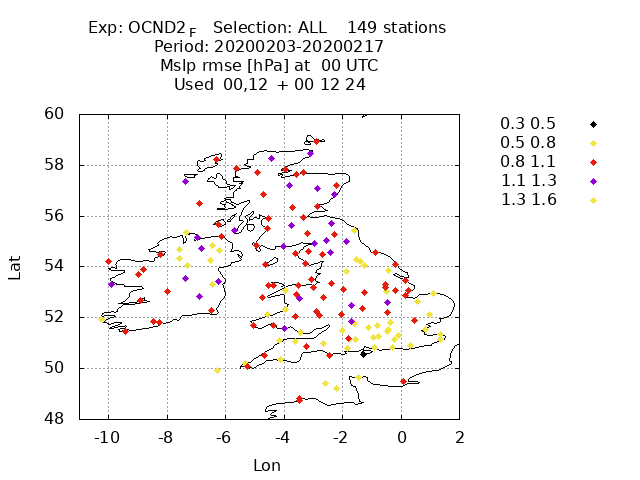 Exp: OCND2 F Selection: ALL 149 stations
Period: 20200203-20200217
Mslp rmse [hPa] at 00 UTC
Used 00,12 + 00 12 24
60
58
56
54
52
50
48
Lat
-10 -8 -6 -4 -2 0 2
Lon
0.3 0.5
0.5 0.8
0.8 1.1
1.1 1.3
1.3 1.6